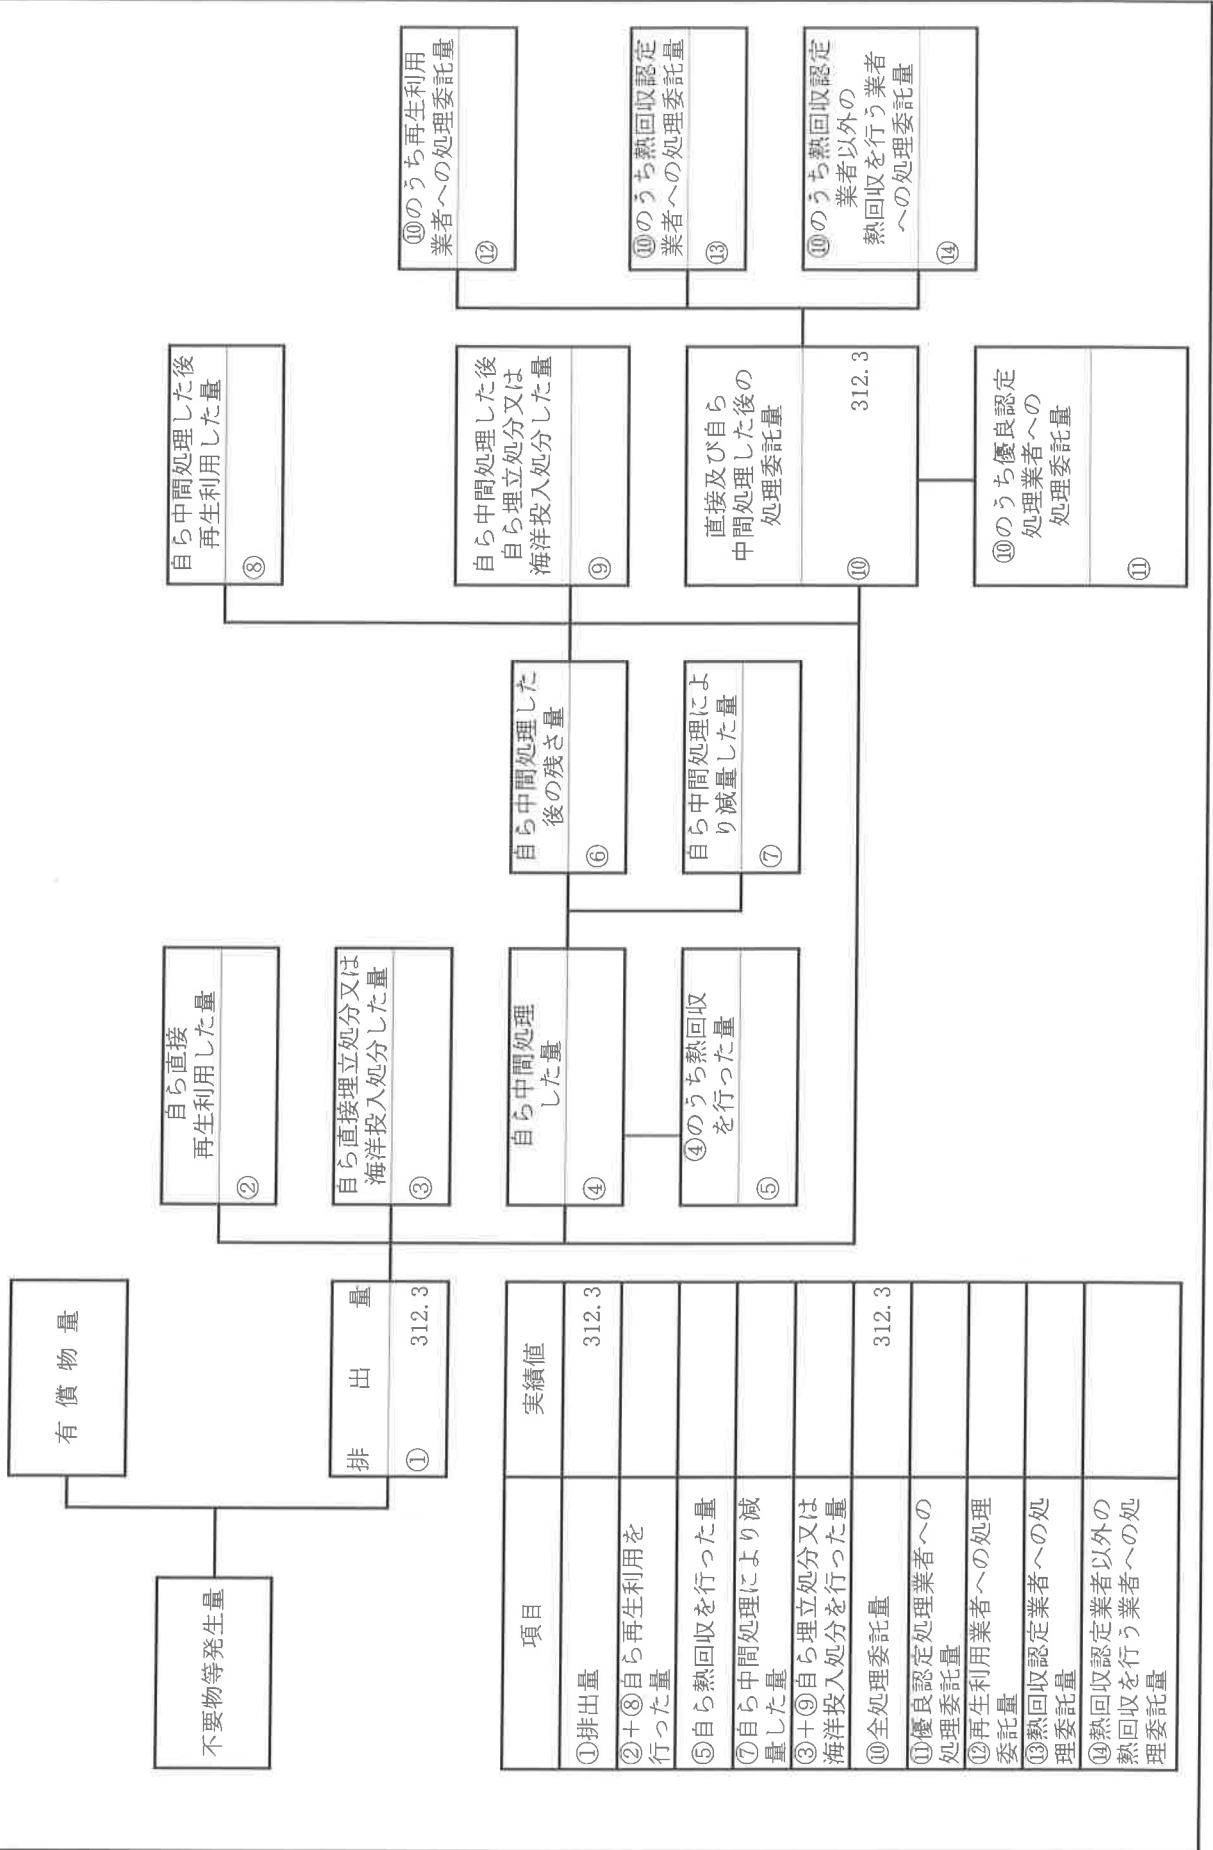 不要物等発生量
有償物量
排出量
①
312.3
自ら直接
再生利用した量
②
自ら直接埋立処分又は
海洋投入処分した量
③
自ら中間処理
した量
④
④のうち熱回収
を行った量
⑤
自ら中間処理した
後の残さ量
⑥
自ら中間処理によ
り減量した量
⑦
自ら中間処理した後
再生利用した量
⑧
自ら中間処理した後
自ら埋立処分又は
海洋投入処分した量
⑨
直接及び自ら
中間処理した後の
処理委託量
⑩
312.3
⑩のうち優良認定
処理業者への
処理委託量
⑪
⑩のうち再生利用
業者への処理委託量
⑫
⑩のうち熱回収認定
業者への処理委託量
⑬
⑩のうち熱回収認定
業者以外の
熱回収を行う業者
への処理委託量
⑭
項目
実績値
①排出量
312.3
②+⑧自ら再生利用を
行った量
⑤自ら熱回収を行った量
⑦自ら中間処理により減
量した量
③+⑨自ら埋立処分又は
海洋投入処分を行った量
⑩全処理委託量
312.3
⑪優良認定処理業者への
処理委託量
⑫再生利用業者への処理
委託量
⑬熱回収認定業者への処
理委託量
⑭熱回収認定業者以外の
熱回収を行う業者への処
理委託量